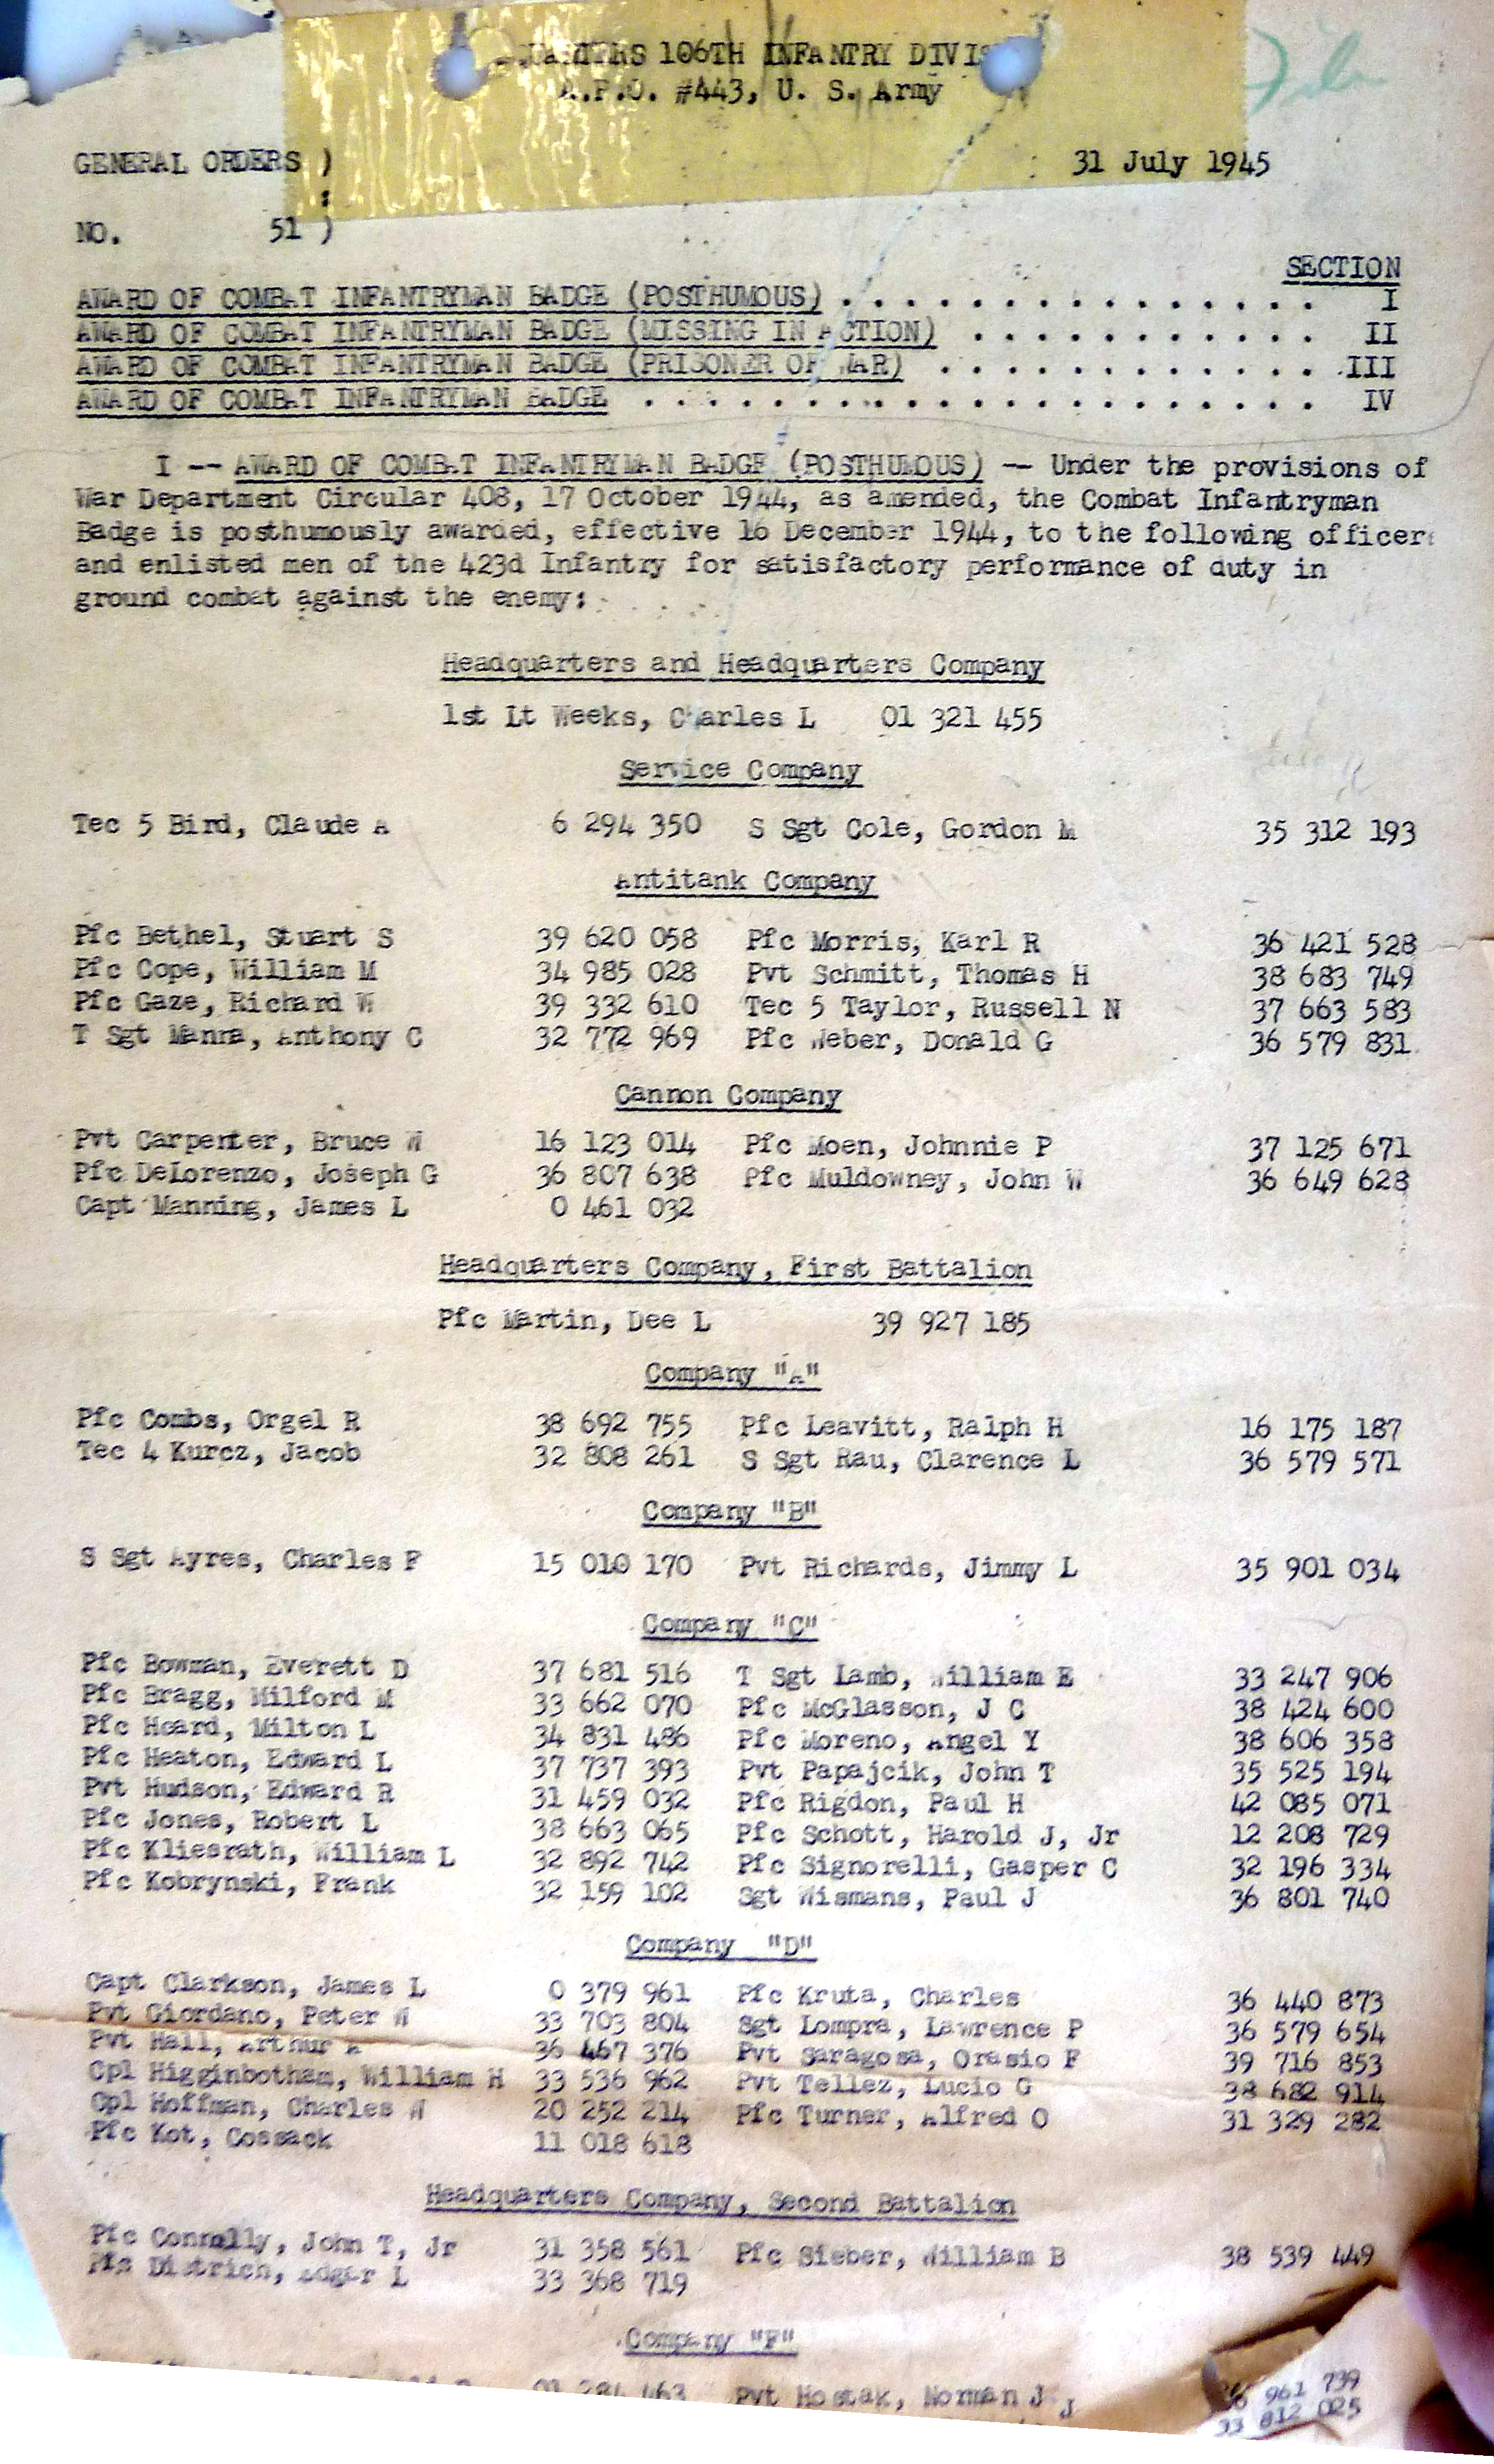 106TH INFANTRY DIVIS
A.P.O. #443, U. S. Army
GENERAL ORDERS ) 31 July 1945
:
NO. 51 )
SECTION
AWARD OF COMBAT INFANTRYMAN BADGE (POSTHUMOUS) . . . . . . . . . . . . . . . I
AWARD OF COMBAT INFANTRYMAN BADGE (MISSING IN ACTION) . . . . . . . . . . . II
AWARD OF COMBAT INFANTRYMAN BADGE (PRISONER OF WAR) . . . . . . . . . . . . III
AWARD OF COMBAT INFANTRYMAN BADGE . . . . . . . . . . . . . . . . . . . . . IV
I -- AWARD OF COMBAT INFANTRYMAN BADGE (POSTHUMOUS) -- Under the provisions of
War Department Circular 408, 17 October 1944, as amended, the Combat Infantryman
Badge is posthumously awarded, effective 16 December 1944, to the following officers
and enlisted men of the 423d Infantry for satisfactory performance of duty in
ground combat against the enemy:
Headquarters and Headquarters Company
1st Lt Weeks, Charles L 01 321 455
Service Company
Tec 5 Bird, Claude A 6 294 350 S Sgt Cole, Gordon M 35 312 193
Antitank Company
Pfc Bethel, Stuart S 39 620 058 Pfc Morris, Karl R 36 421 528
Pfc Cope, William M 34 985 028 Pvt Schmitt, Thomas H 38 683 749
Pfc Gaze, Richard W 39 332 610 Tec 5 Taylor, Russell N 37 663 583
T Sgt Manna, Anthony C 32 772 969 Pfc Weber, Donald G 36 579 831
Cannon Company
Pvt Carpenter, Bruce W 16 123 014 Pfc Moen, Johnnie P 37 125 671
Pfc DeLorenzo, Joseph G 36 807 638 Pfc Muldowney, John W 36 649 628
Capt Manning, James L 0 461 032
Headquarters Company, First Battalion
Pfc Martin, Dee L 39 927 185
Company "A"
Pfc Combs, Orgel R 38 692 755 Pfc Leavitt, Ralph H 16 175 187
Tec 4 Kurcz, Jacob 32 808 261 S Sgt Rau, Clarence L 36 579 571
Company "B"
S Sgt Ayres, Charles F 15 010 170 Pvt Richards, Jimmy L 35 901 034
Company "C"
Pfc Bowman, Everett D 37 681 516 T Sgt Lamb, William E 33 247 906
Pfc Bragg, Milford M 33 662 070 Pfc McGlasson, J C 38 424 600
Pfc Heard, Milton L 34 831 486 Pfc Moreno, Angel Y 38 606 358
Pfc Heaton, Edward L 37 737 393 Pvt Papajcik, John T 35 525 194
Pvt Hudson, Edward R 31 459 032 Pfc Rigdon, Paul H 42 085 071
Pfc Jones, Robert L 38 663 065 Pfc Schott, Harold J, Jr 12 208 729
Pfc Kliesrath, William L 32 892 742 Pfc Signorelli, Gasper C 32 196 334
Pfc Kobrynski, Frank 32 159 102 Sgt Wismans, Paul J 36 801 740
Company "D"
Capt Clarkson, James L 0 379 961 Pfc Kruta, Charles 36 440 873
Pvt Giordano, Peter W 33 703 804 Sgt Lompra, Lawrence P 36 579 654
Pvt Hall, Arthur A 36 467 376 Pvt Saragosa, Orasio F 39 716 853
Cpl Higginbotham, William H 33 536 962 Pvt Tellez, Lucio G 38 682 914
Cpl Hoffman, Charles W 20 252 214 Pfc Turner, Alfred O 31 329 282
Pfc Kot, Cossack 11 018 618
Headquarters Company, Second Battalion
Pfc Connolly, John T, Jr 31 358 561 Pfc Sieber, William B 38 539 449
Pfc Dietrich, Edgar L 33 368 719
Company "F"
01 284 463 Pvt Hostak, Norman J 36 961 739
33 812 025